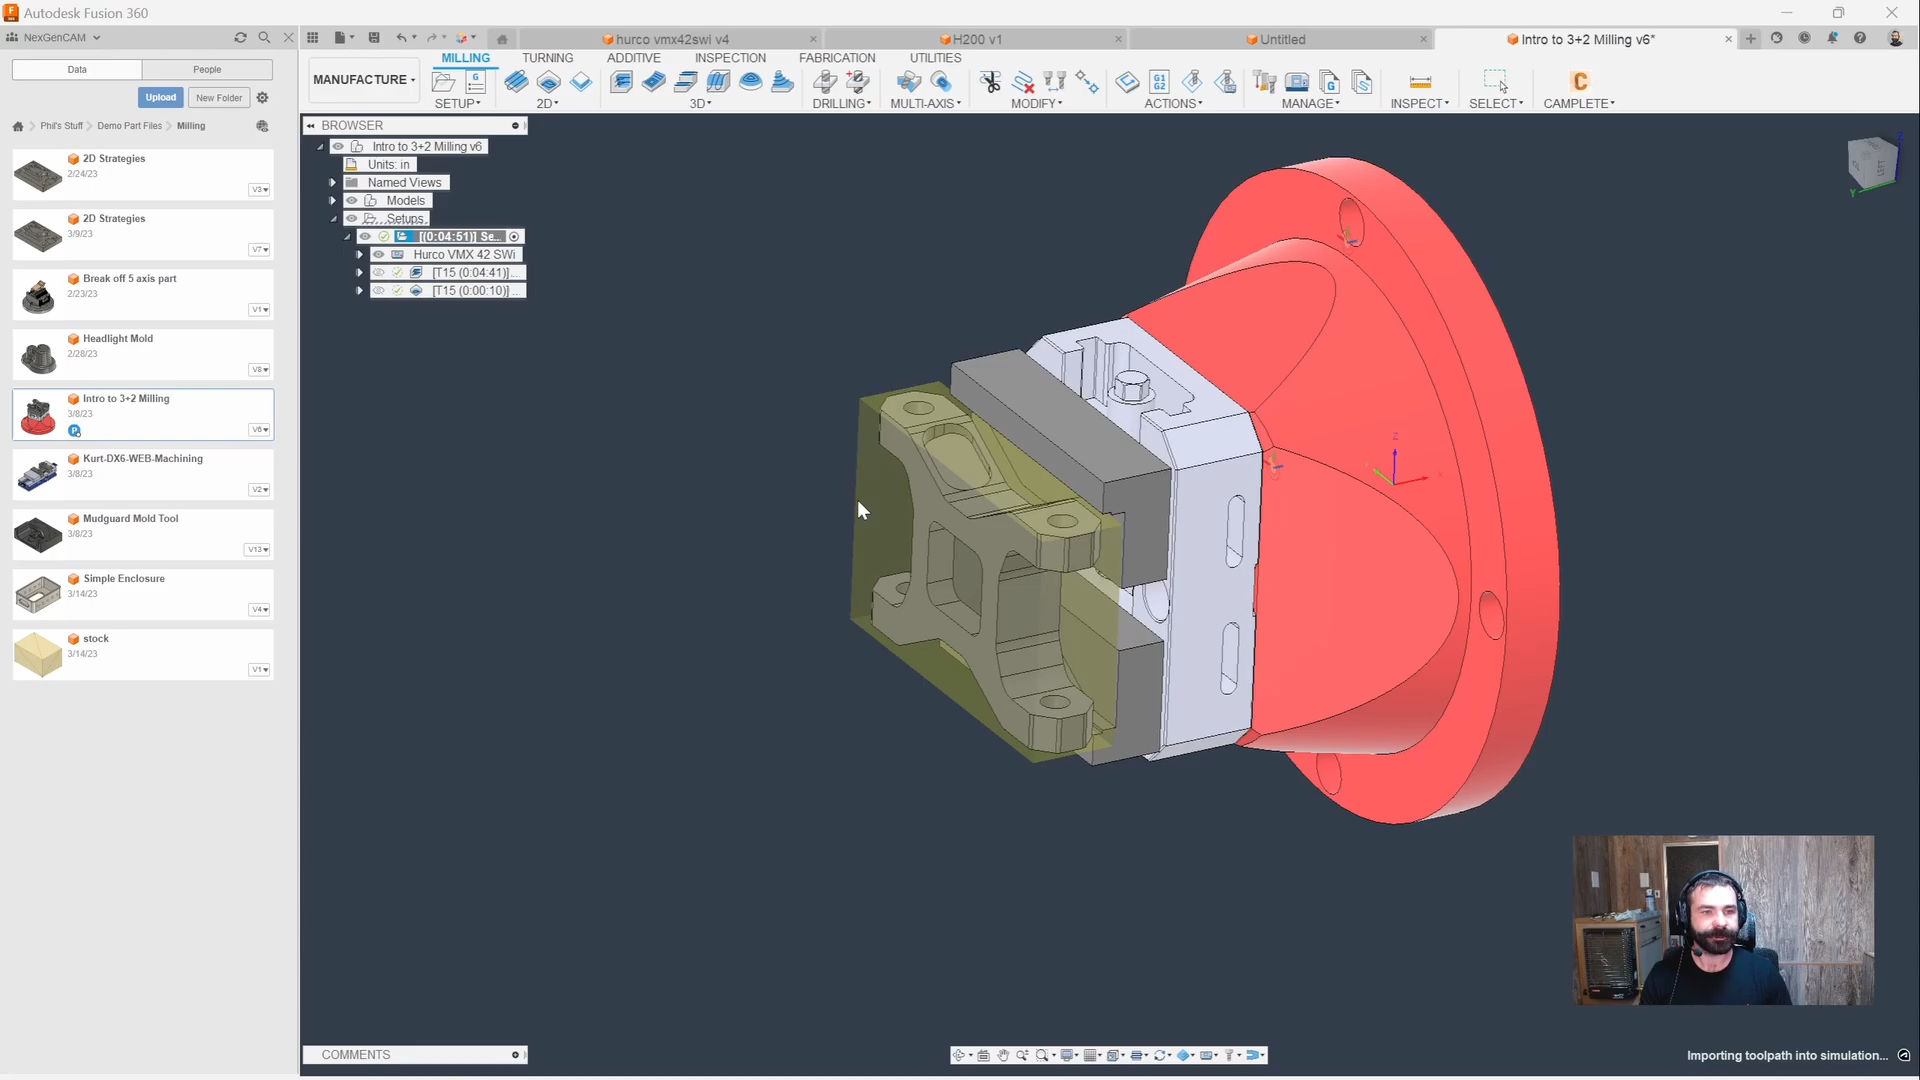 Autodesk Fusion 360
NexGenCAM
Data
People
Upload
New Folder
Phil's Stuff
Demo Part Files
Milling
2D Strategies
2/24/23
V3
2D Strategies
3/9/23
V7
Break off 5 axis part
2/23/23
V1
Headlight Mold
2/28/23
V8
Intro to 3+2 Milling
3/8/23
V6
Kurt-DX6-WEB-Machining
3/8/23
V2
Mudguard Mold Tool
3/8/23
V13
Simple Enclosure
3/14/23
V4
stock
3/14/23
V1
hurco vmx42swi v4
H200 v1
Untitled
Intro to 3+2 Milling v6*
MILLING
TURNING
ADDITIVE
INSPECTION
FABRICATION
UTILITIES
MANUFACTURE
SETUP
2D
3D
DRILLING
MULTI-AXIS
MODIFY
ACTIONS
MANAGE
INSPECT
SELECT
CAMPLETE
BROWSER
Intro to 3+2 Milling v6
Units: in
Named Views
Models
Setups
[(0:04:51)] Se...
Hurco VMX 42 SWi
[T15 (0:04:41)]...
[T15 (0:00:10)] ...
COMMENTS
Importing toolpath into simulation...